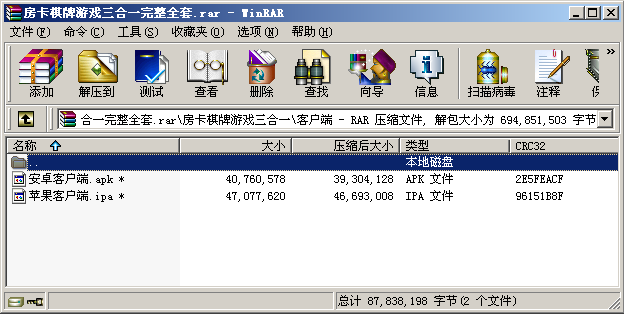 房卡棋牌游戏三合一完整全套.rar - WinRAR
文件(F) 命令(C) 工具(S) 收藏夹(O) 选项(N) 帮助(H)
添加 解压到 测试 查看 删除 查找 向导 信息 扫描病毒 注释 »
合一完整全套.rar\房卡棋牌游戏三合一\客户端 - RAR 压缩文件, 解包大小为 694,851,503 字节
名称 大小 压缩后大小 类型 CRC32
.. 本地磁盘
安卓客户端.apk * 40,760,578 39,304,128 APK 文件 2E5FEACF
苹果客户端.ipa * 47,077,620 46,693,008 IPA 文件 96151B8F
总计 87,838,198 字节(2 个文件)